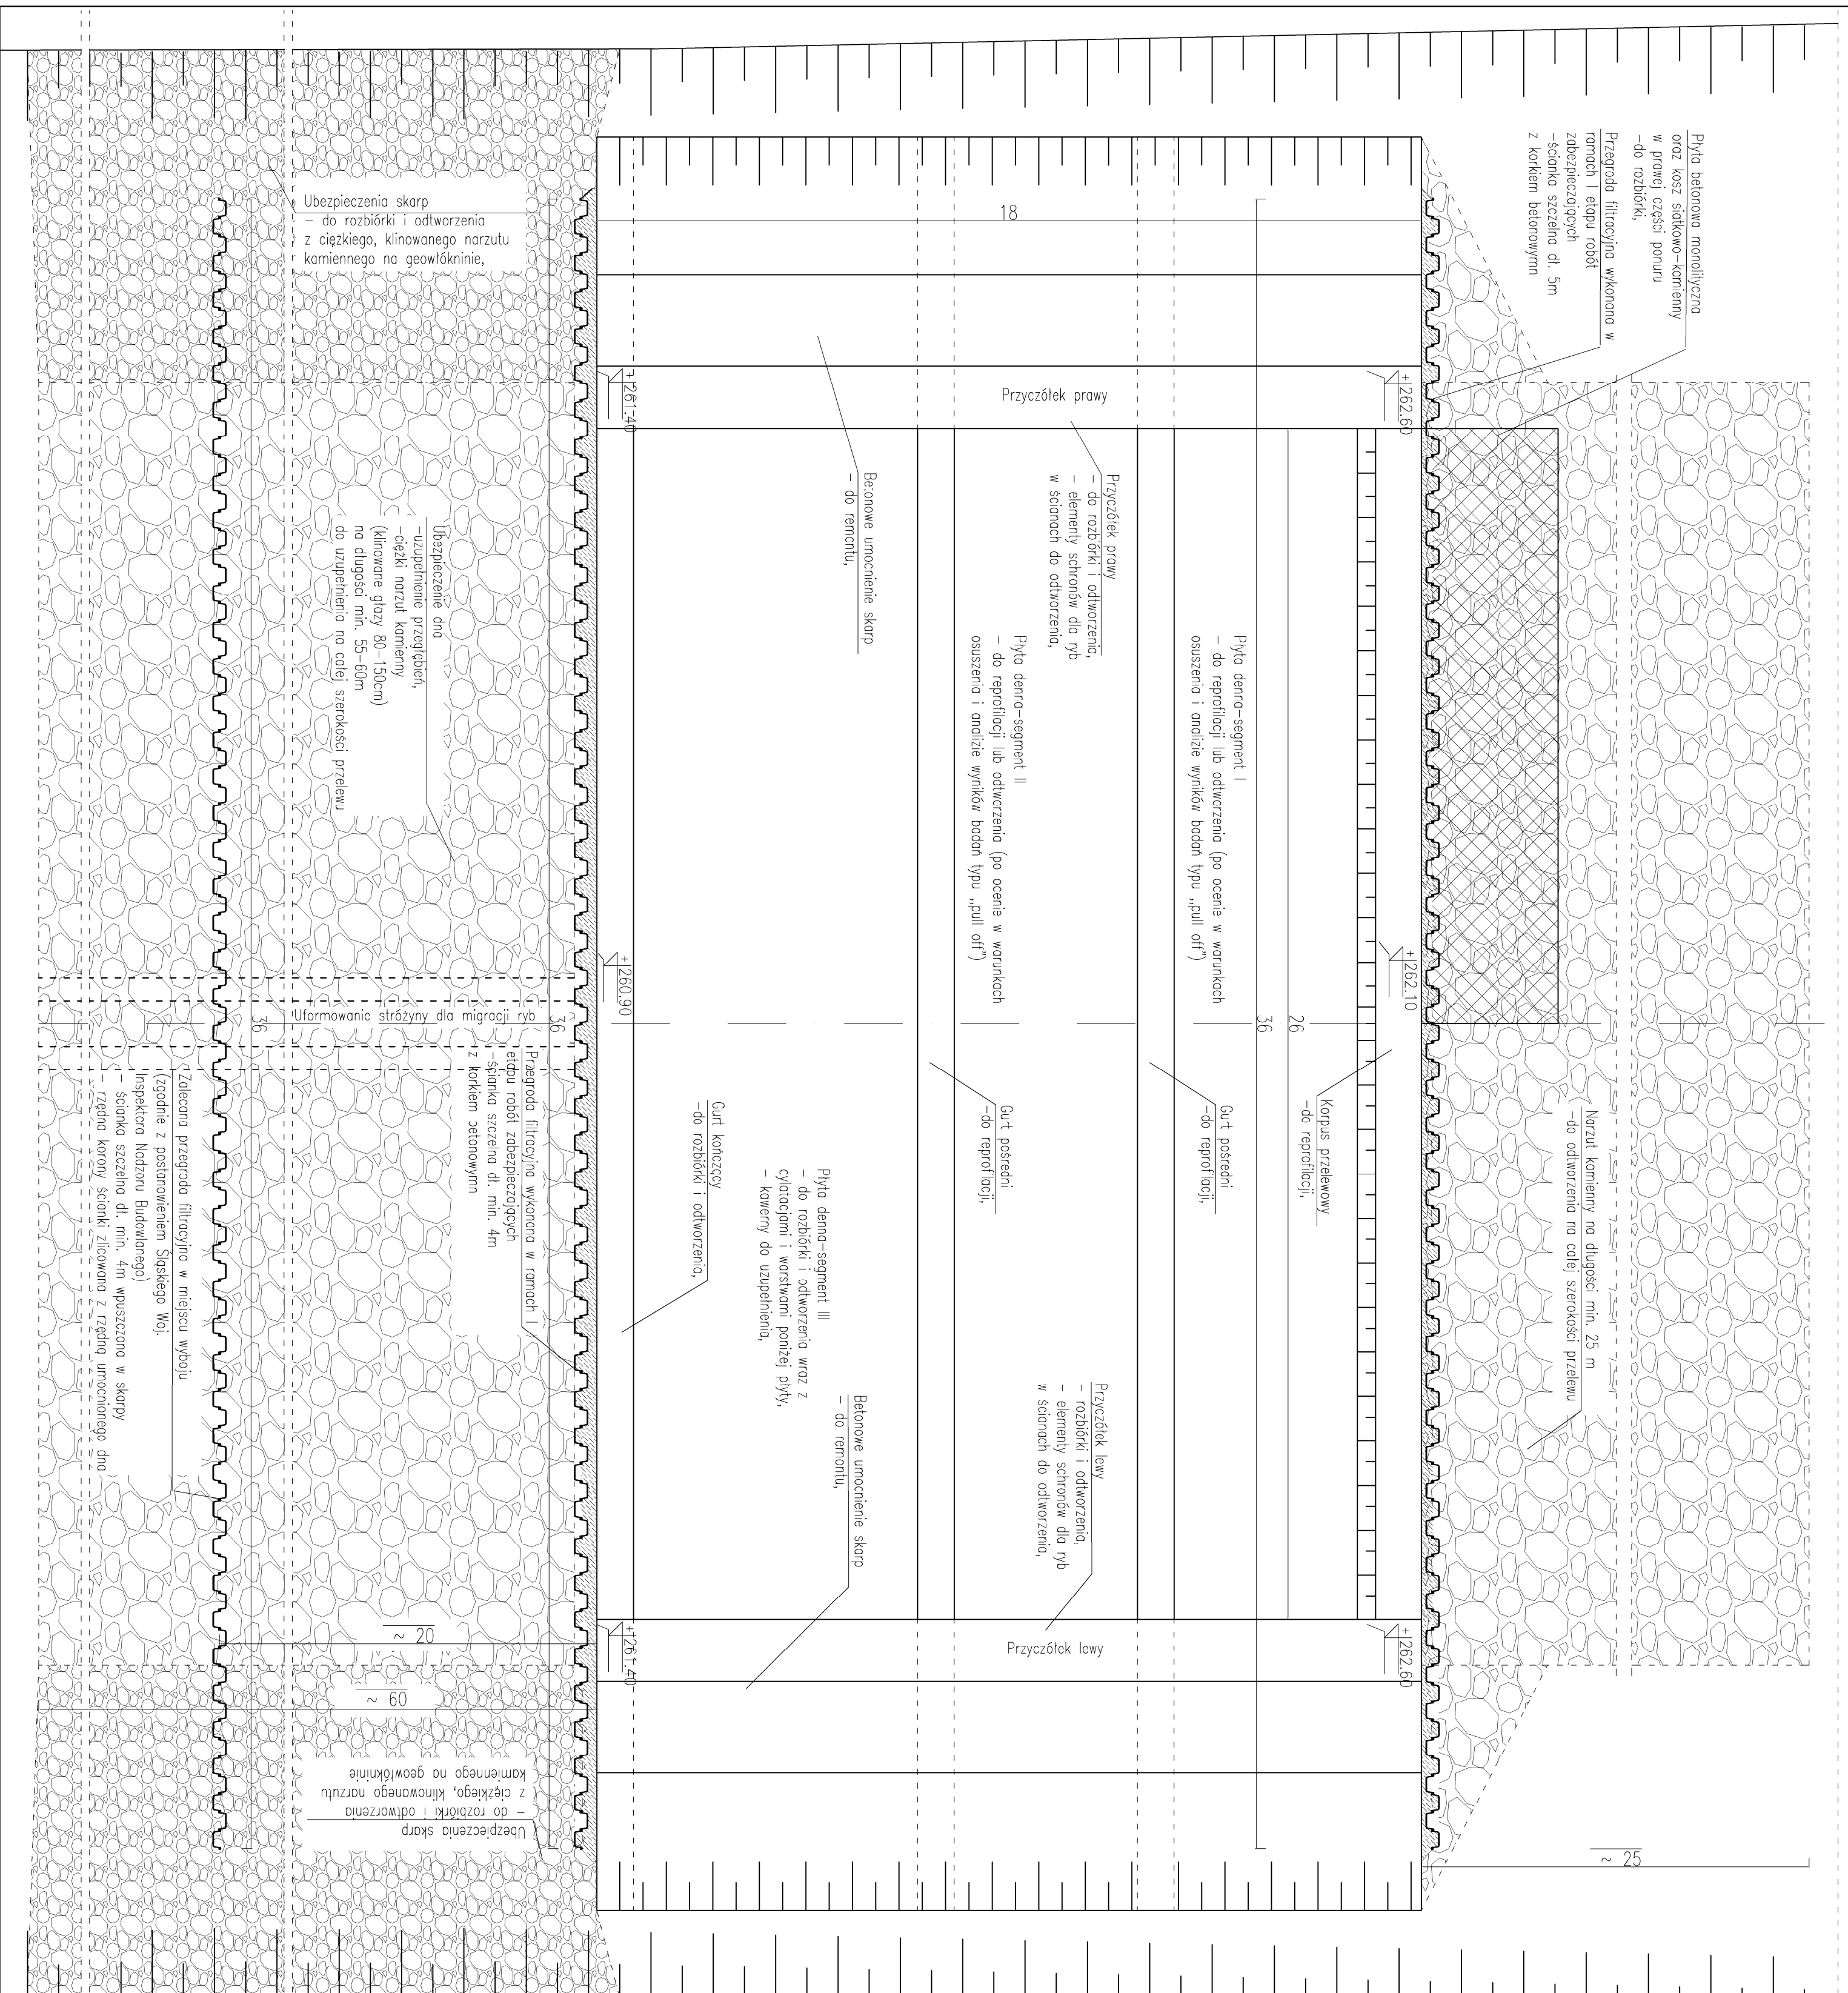 Płyta betonowa monolityczna
oraz kosz siatkowo-kamienny
w prawej części ponuru
-do rozbiórki,
Przegroda filtracyjna wykonana w
ramach I etapu robót
zabezpieczających
-ścianka szczelna dł. 5m
z korkiem betonowymn
Ubezpieczenia skarp
- do rozbiórki i odtworzenia
z ciężkiego, klinowanego narzutu
kamiennego na geowłókninie,
18
+261.40
Przyczółek prawy
+262.60
Betonowe umocnienie skarp
- do remontu,
Przyczółek prawy
- do rozbiórki i odtworzenia,
- elementy schronów dla ryb
w ścianach do odtworzenia,
Płyta denna-segment I
- do reprofilacji lub odtworzenia (po ocenie w warunkach
osuszenia i analizie wyników badań typu „pull off")
Płyta denna-segment II
- do reprofilacji lub odtworzenia (po ocenie w warunkach
osuszenia i analizie wyników badań typu „pull off")
Ubezpieczenie dna
-uzupełnienie przegłębień,
-ciężki narzut kamienny
(klinowane głazy 80-150cm)
na długości min. 55-60m
do uzupełnienia na całej szerokości przelewu
+260.90
+262.10
Uformowanie stróżyny dla migracji ryb
36
36
36
26
Korpus przelewowy
-do reprofilacji,
Gurt pośredni
-do reprofilacji,
Gurt pośredni
-do reprofilacji,
Gurt kończący
-do rozbiórki i odtworzenia,
Narzut kamienny na długości min. 25 m
-do odtworzenia na całej szerokości przelewu
Przegroda filtracyjna wykonana w ramach I
etapu robót zabezpieczających
-ścianka szczelna dł. min. 4m
z korkiem betonowymn
Zalecana przegroda filtracyjna w miejscu wyboju
(zgodnie z postanowieniem Śląskiego Woj.
Inspektora Nadzoru Budowlanego)
- ścianka szczelna dł. min. 4m wpuszczona w skarpy
- rzędna korony ścianki zlicowana z rzędną umocnionego dna
Płyta denna-segment III
- do rozbiórki i odtworzenia wraz z
dylatacjami i warstwami poniżej płyty,
- kawerny do uzupełnienia,
Przyczółek lewy
- rozbiórki i odtworzenia,
- elementy schronów dla ryb
w ścianach do odtworzenia,
Betonowe umocnienie skarp
- do remontu,
~ 20
+261.40
Przyczółek lewy
+262.60
~ 60
Ubezpieczenia skarp
- do rozbiórki i odtworzenia
z ciężkiego, klinowanego narzutu
kamiennego na geowłókninie
~ 25